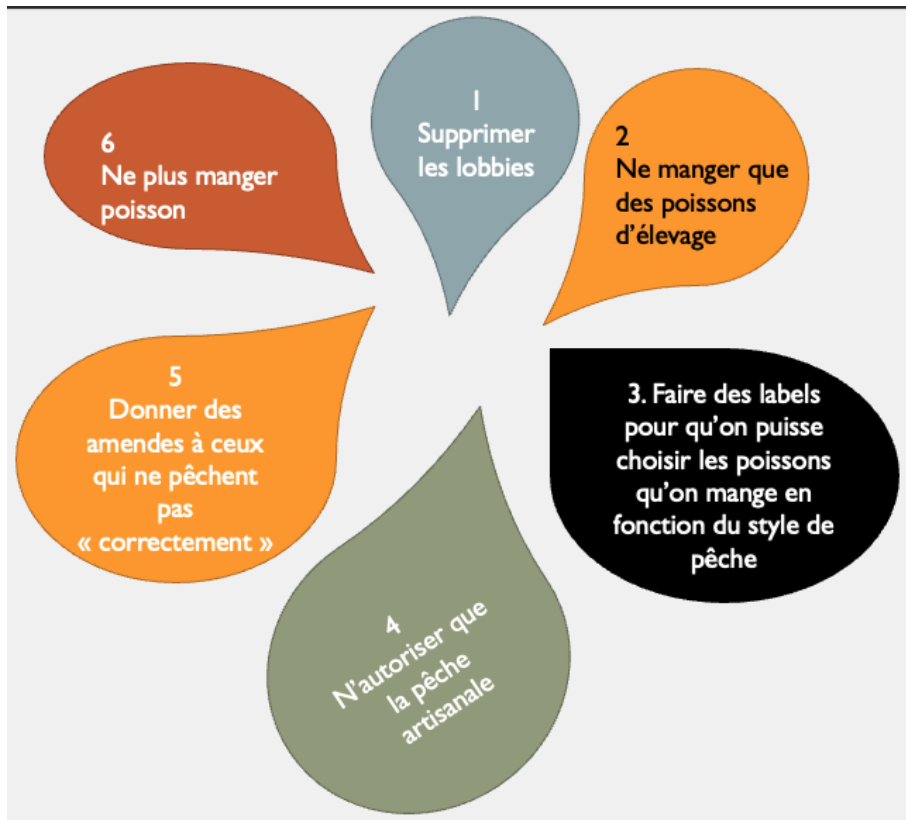 1
Supprimer
les lobbies
2
Ne manger que
des poissons
d'élevage
3. Faire des labels
pour qu'on puisse
choisir les poissons
qu'on mange en
fonction du style de
pêche
4
N'autoriser que
la pêche
artisanale
5
Donner des
amendes à ceux
qui ne pêchent
pas
« correctement »
6
Ne plus manger
poisson